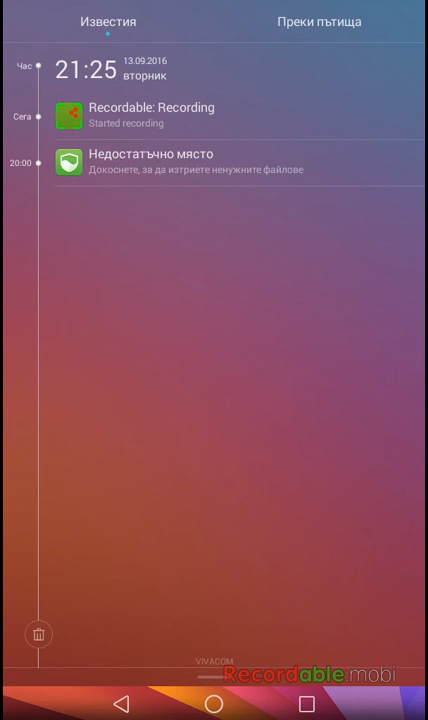 Известия
Преки пътища
Час
21:25
13.09.2016
вторник
Сега
Recordable: Recording
Started recording
20:00
Недостатъчно място
Докоснете, за да изтриете ненужните файлове
VIVACOM
Recordable.mobi